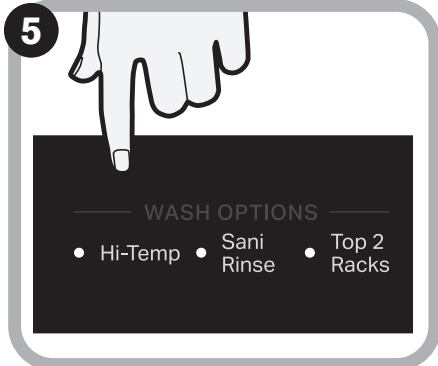 5
WASH OPTIONS
Hi-Temp
Sani
Rinse
Top 2
Racks